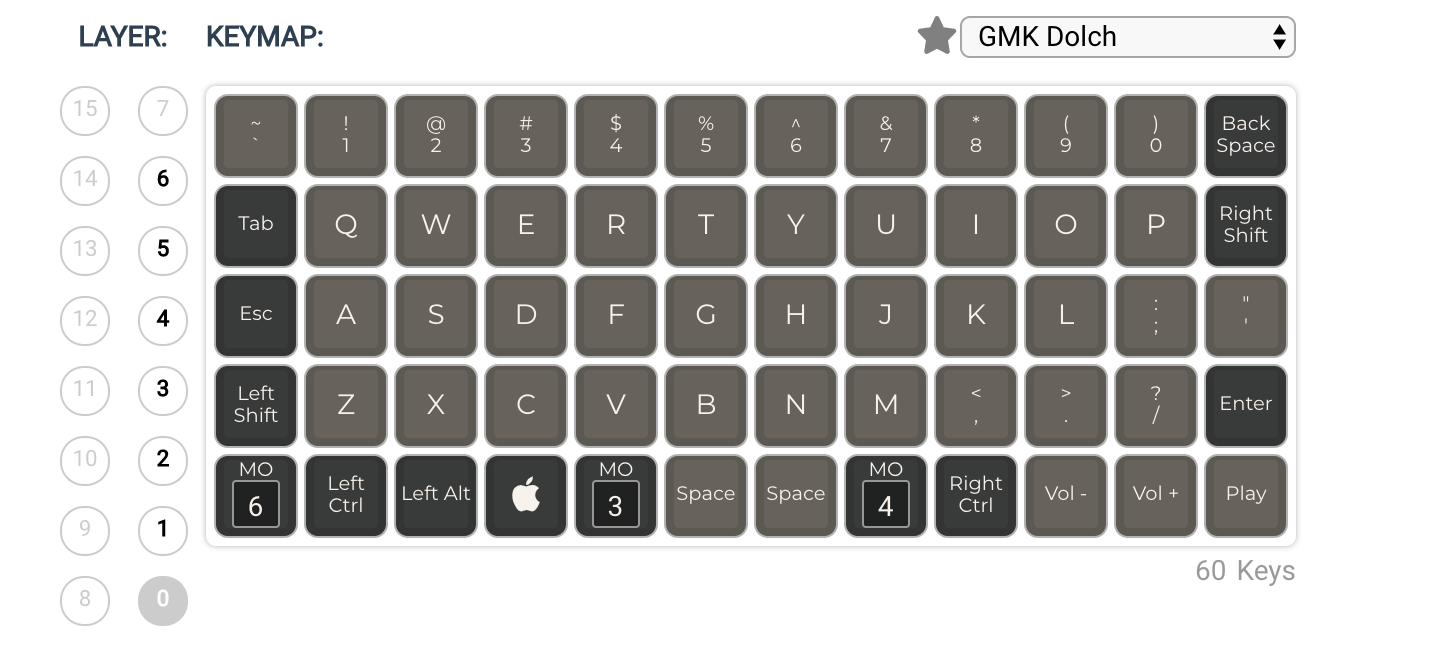 LAYER: KEYMAP: GMK Dolch
15 7
~ ! @ # $ % ^ & * ( ) Back
` 1 2 3 4 5 6 7 8 9 0 Space
14 6
Tab Q W E R T Y U I O P Right
Shift
13 5
Esc A S D F G H J K L : "
; '
12 4
11 3
Left
Shift Z X C V B N M < > ? Enter
, . /
10 2
MO Left Left Alt MO Space Space MO Right Vol - Vol + Play
6 Ctrl 3 4 Ctrl
9 1
60 Keys
8 0